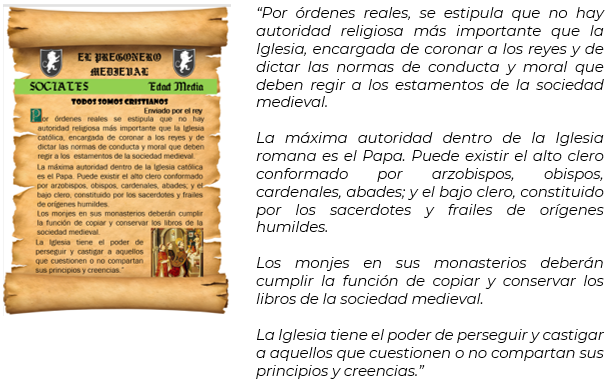 EL PREGONERO
MEDIEVAL
SOCIALES Edad Media
TODOS SOMOS CRISTIANOS
Enviado por el rey
Por órdenes reales se estipula que no hay
autoridad religiosa más importante que la Iglesia
católica, encargada de coronar a los reyes y de
dictar las normas de conducta y moral que deben
regir a los estamentos de la sociedad medieval.
La máxima autoridad dentro de la Iglesia católica
es el Papa. Puede existir el alto clero conformado
por arzobispos, obispos, cardenales, abades; y el
bajo clero, constituido por los sacerdotes y frailes
de orígenes humildes.
Los monjes en sus monasterios deberán cumplir
la función de copiar y conservar los libros de la
sociedad medieval.
La Iglesia tiene el poder de
perseguir y castigar a aquellos
que cuestionen o no compartan
sus principios y creencias.”
“Por órdenes reales, se estipula que no hay
autoridad religiosa más importante que la
Iglesia, encargada de coronar a los reyes y de
dictar las normas de conducta y moral que
deben regir a los estamentos de la sociedad
medieval.
La máxima autoridad dentro de la Iglesia
romana es el Papa. Puede existir el alto clero
conformado por arzobispos, obispos,
cardenales, abades; y el bajo clero, constituido
por los sacerdotes y frailes de orígenes
humildes.
Los monjes en sus monasterios deberán
cumplir la función de copiar y conservar los
libros de la sociedad medieval.
La Iglesia tiene el poder de perseguir y castigar
a aquellos que cuestionen o no compartan sus
principios y creencias.”